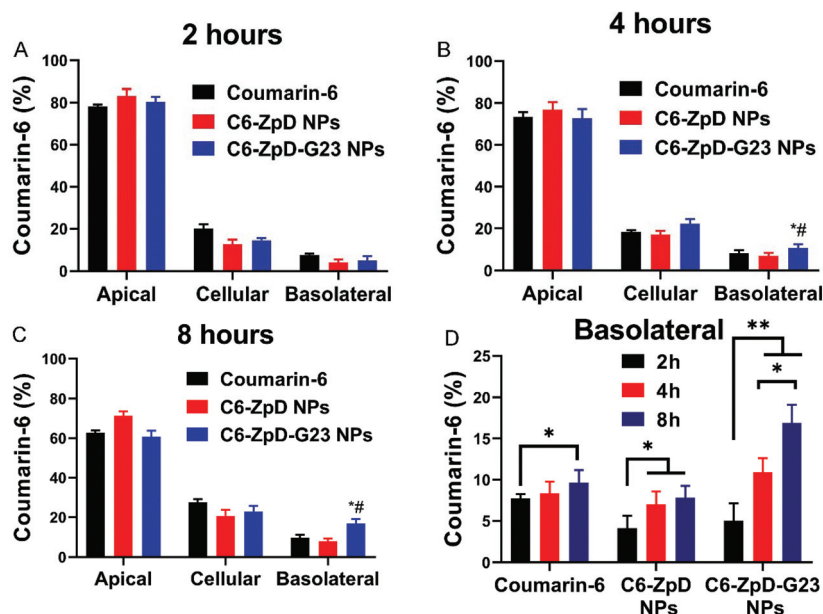 A
2 hours
Coumarin-6 (%)
100
80
60
40
20
0
Coumarin-6
C6-ZpD NPs
C6-ZpD-G23 NPs
Apical Cellular Basolateral
B
4 hours
Coumarin-6 (%)
100
80
60
40
20
0
Coumarin-6
C6-ZpD NPs
C6-ZpD-G23 NPs
*#
Apical Cellular Basolateral
C
8 hours
Coumarin-6 (%)
100
80
60
40
20
0
Coumarin-6
C6-ZpD NPs
C6-ZpD-G23 NPs
*#
Apical Cellular Basolateral
D
Basolateral
Coumarin-6 (%)
25
20
15
10
5
0
2h
4h
8h
*
*
**
*
Coumarin-6 C6-ZpD C6-ZpD-G23
NPs NPs